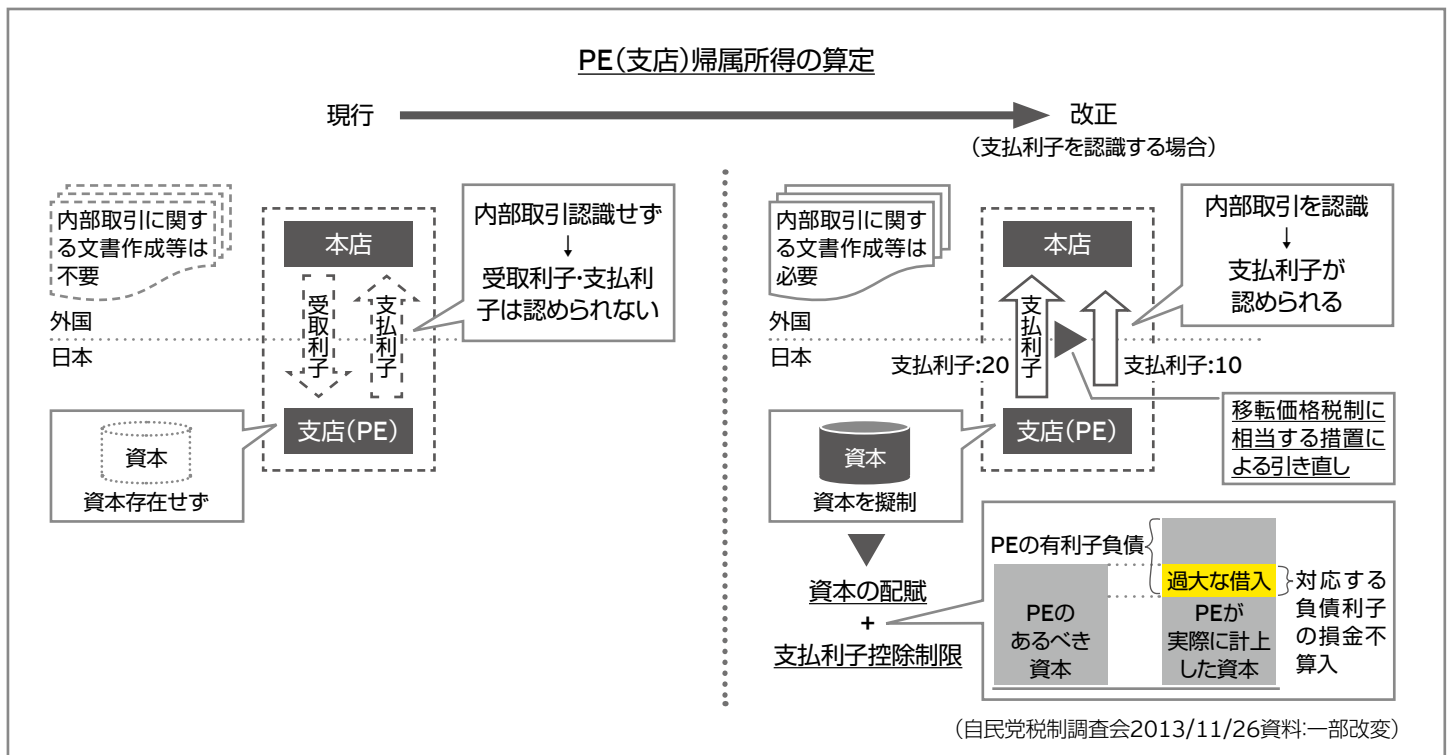 PE(支店)帰属所得の算定
現行
改正
(支払利子を認識する場合)
内部取引に関す
る文書作成等は
不要
本店
受取利子
支払利子
内部取引認識せず
↓
受取利子・支払利
子は認められない
外国
日本
支店(PE)
資本
資本存在せず
内部取引に関す
る文書作成等は
必要
本店
支払利子
内部取引を認識
↓
支払利子が
認められる
外国
日本
支払利子:20
支払利子:10
支店(PE)
移転価格税制に
相当する措置に
よる引き直し
資本
資本を擬制
資本の配賦
+
支払利子控除制限
PEの有利子負債
過大な借入
PEの
あるべき
資本
PEが
実際に計上
した資本
対応する
負債利子
の損金不
算入
(自民党税制調査会2013/11/26資料:一部改変)